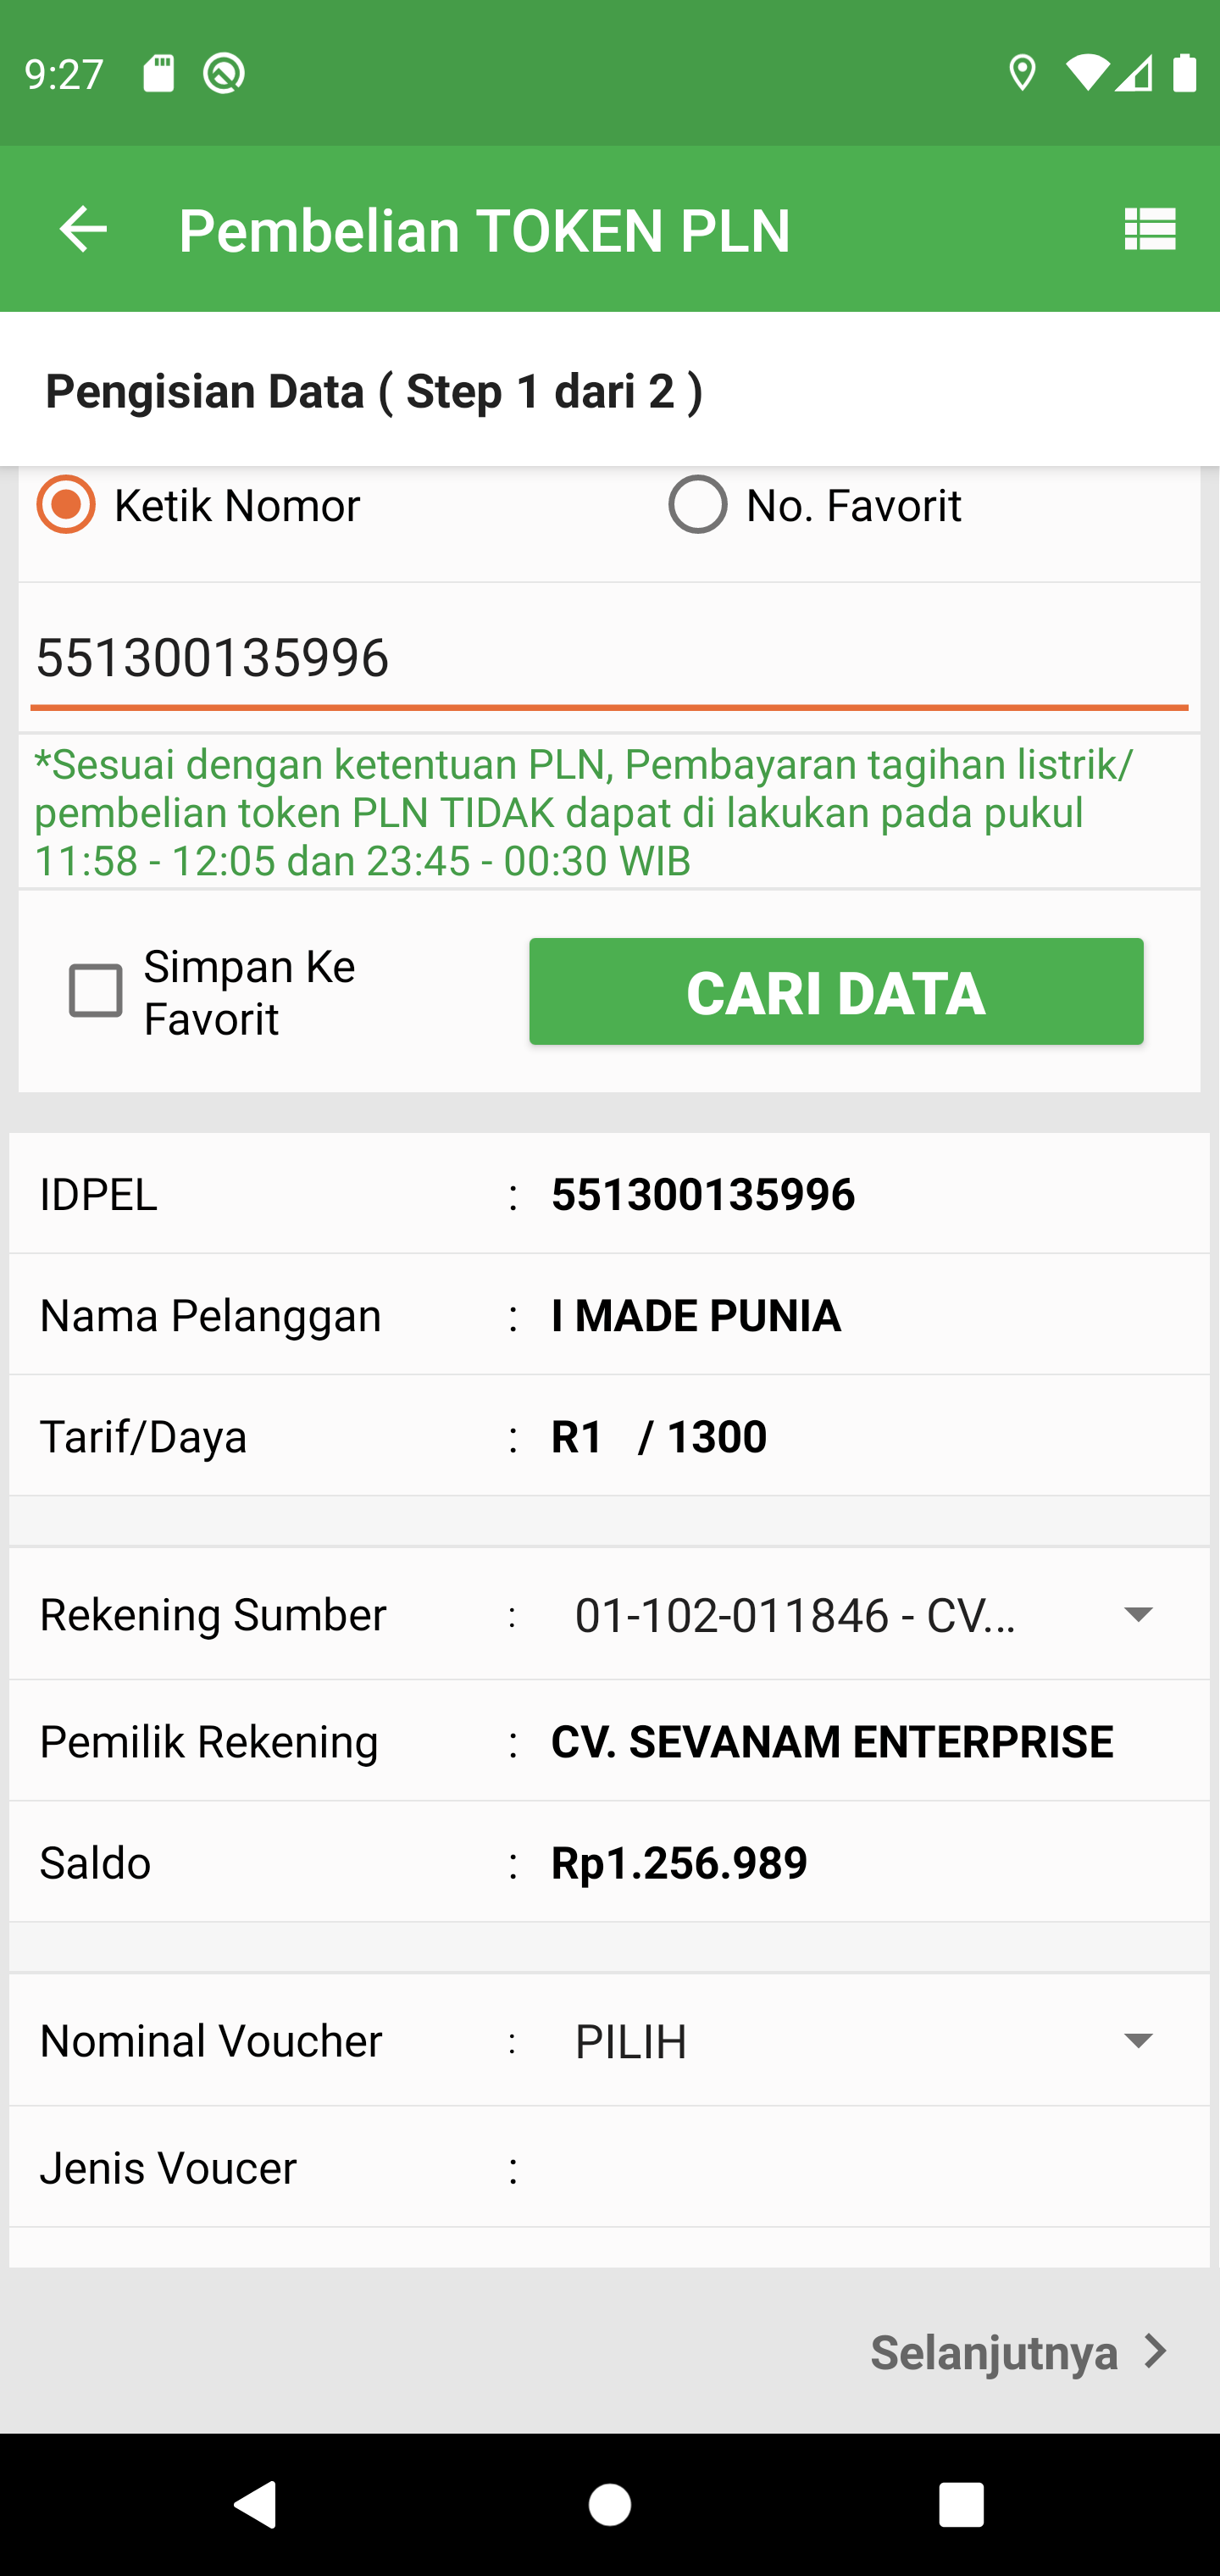 9:27
Pembelian TOKEN PLN
Pengisian Data ( Step 1 dari 2 )
Ketik Nomor No. Favorit
551300135996
*Sesuai dengan ketentuan PLN, Pembayaran tagihan listrik/
pembelian token PLN TIDAK dapat di lakukan pada pukul
11:58 - 12:05 dan 23:45 - 00:30 WIB
Simpan Ke
Favorit
CARI DATA
IDPEL : 551300135996
Nama Pelanggan : I MADE PUNIA
Tarif/Daya : R1 / 1300
Rekening Sumber : 01-102-011846 - CV...
Pemilik Rekening : CV. SEVANAM ENTERPRISE
Saldo : Rp1.256.989
Nominal Voucher : PILIH
Jenis Voucer :
Selanjutnya